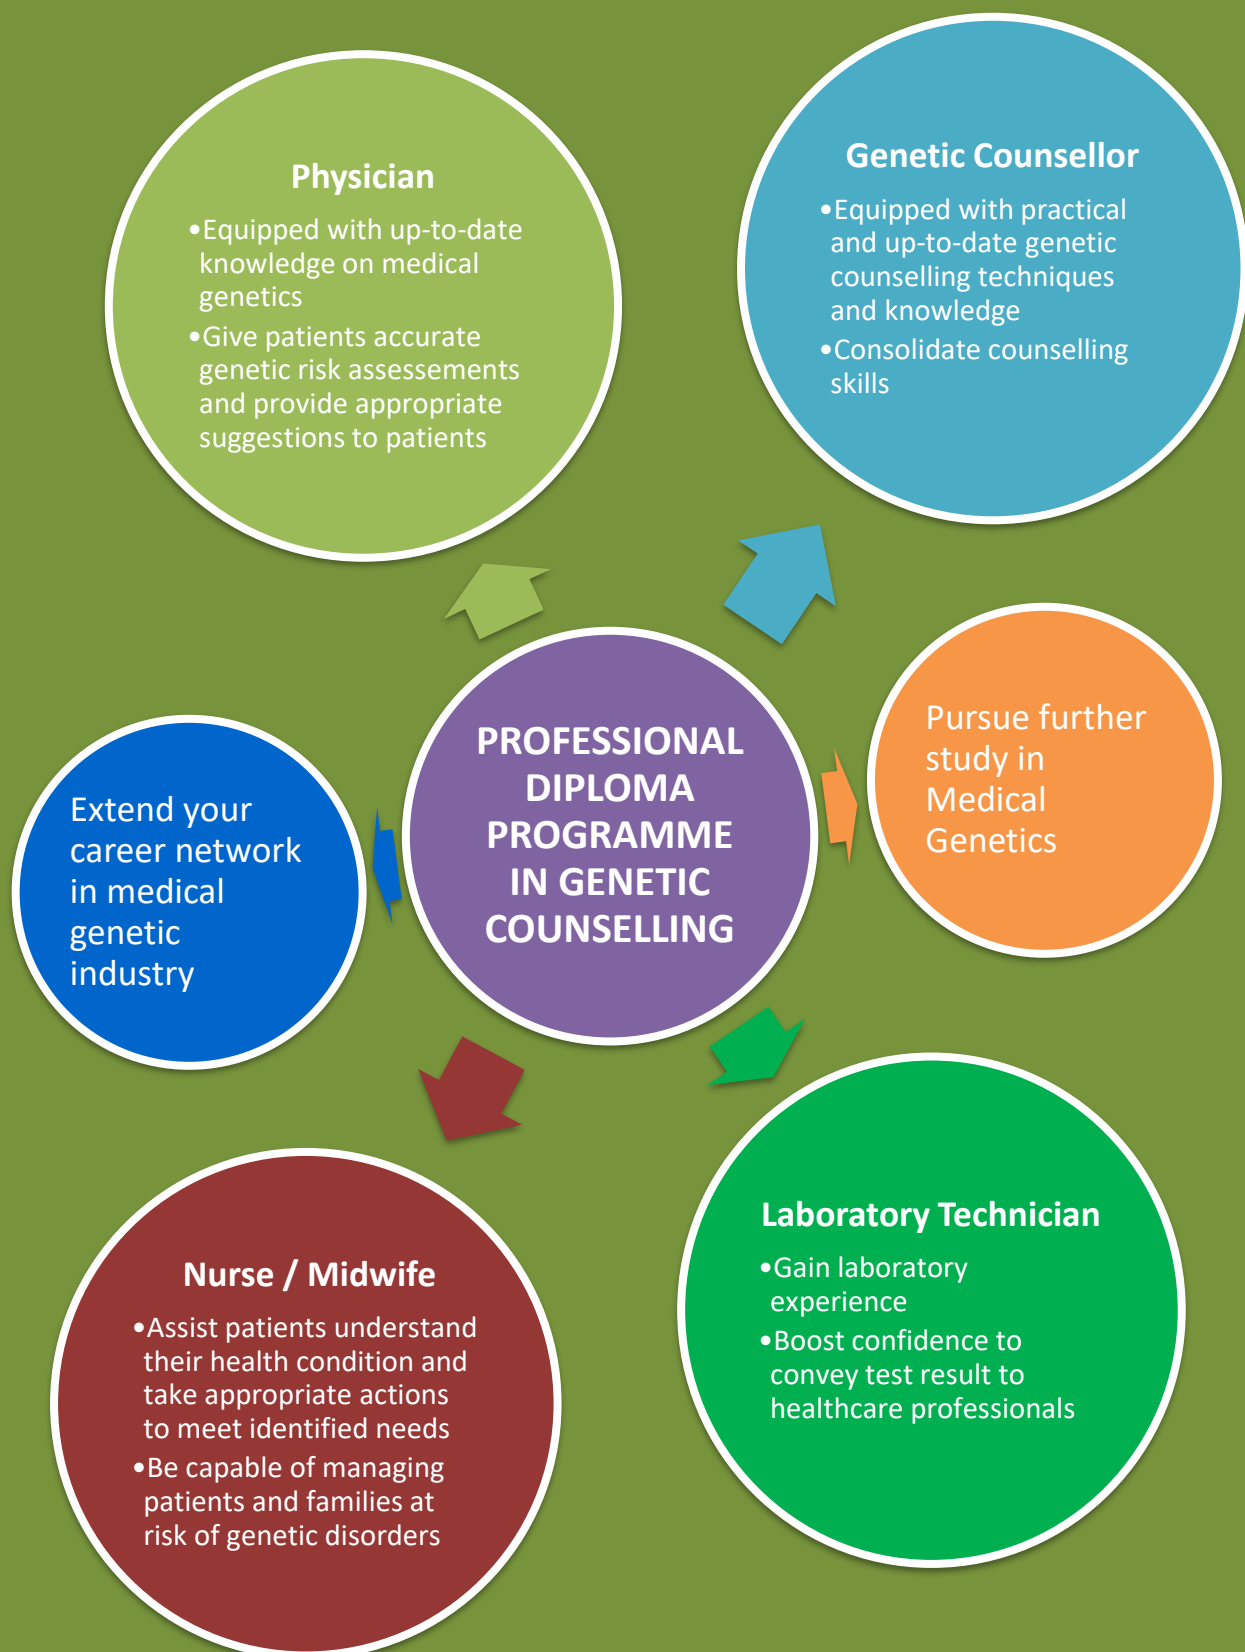 Physician
•Equipped with up-to-date
knowledge on medical
genetics
•Give patients accurate
genetic risk assessements
and provide appropriate
suggestions to patients
Genetic Counsellor
•Equipped with practical
and up-to-date genetic
counselling techniques
and knowledge
•Consolidate counselling
skills
PROFESSIONAL
DIPLOMA
PROGRAMME
IN GENETIC
COUNSELLING
Pursue further
study in
Medical
Genetics
Extend your
career network
in medical
genetic
industry
Laboratory Technician
•Gain laboratory
experience
•Boost confidence to
convey test result to
healthcare professionals
Nurse / Midwife
•Assist patients understand
their health condition and
take appropriate actions
to meet identified needs
•Be capable of managing
patients and families at
risk of genetic disorders